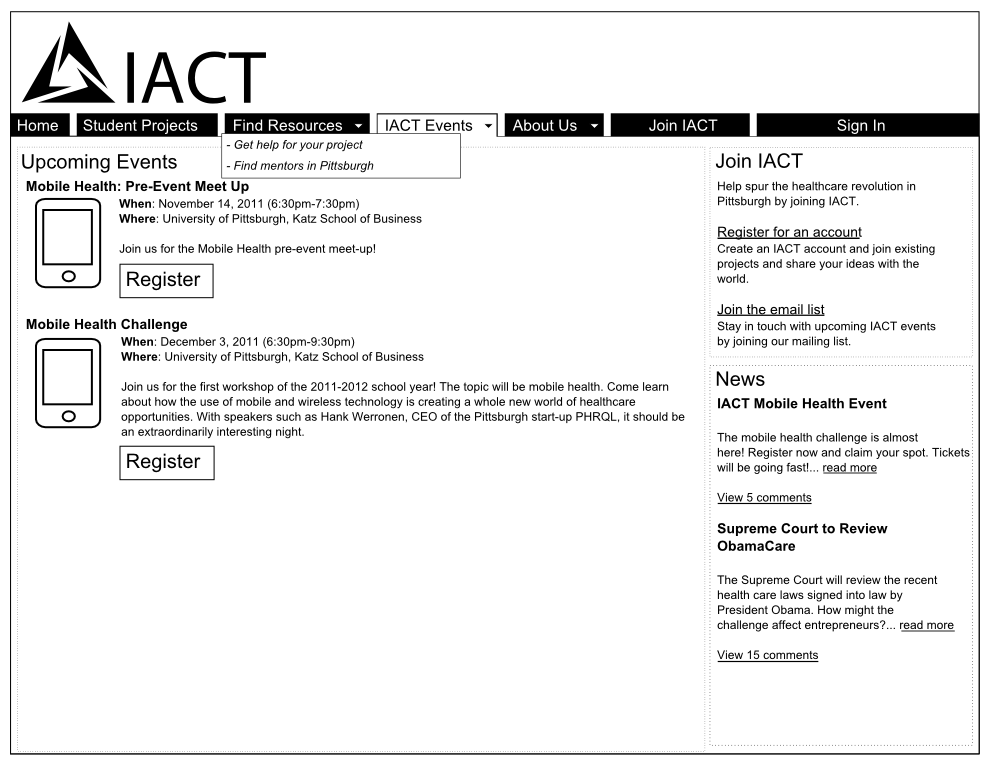 IACT
Home
Student Projects
Find Resources
IACT Events
About Us
Join IACT
Sign In
- Get help for your project
- Find mentors in Pittsburgh
Upcoming Events
Mobile Health: Pre-Event Meet Up
When: November 14, 2011 (6:30pm-7:30pm)
Where: University of Pittsburgh, Katz School of Business
Join us for the Mobile Health pre-event meet-up!
Register
Mobile Health Challenge
When: December 3, 2011 (6:30pm-9:30pm)
Where: University of Pittsburgh, Katz School of Business
Join us for the first workshop of the 2011-2012 school year! The topic will be mobile health. Come learn
about how the use of mobile and wireless technology is creating a whole new world of healthcare
opportunities. With speakers such as Hank Werronen, CEO of the Pittsburgh start-up PHRQL, it should be
an extraordinarily interesting night.
Register
Join IACT
Help spur the healthcare revolution in
Pittsburgh by joining IACT.
Register for an account
Create an IACT account and join existing
projects and share your ideas with the
world.
Join the email list
Stay in touch with upcoming IACT events
by joining our mailing list.
News
IACT Mobile Health Event
The mobile health challenge is almost
here! Register now and claim your spot. Tickets
will be going fast!... read more
View 5 comments
Supreme Court to Review
ObamaCare
The Supreme Court will review the recent
health care laws signed into law by
President Obama. How might the
challenge affect entrepreneurs?... read more
View 15 comments